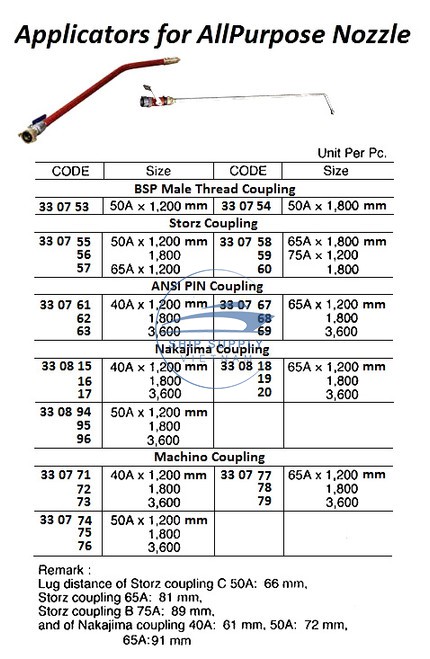 Applicators for AllPurpose Nozzle
Unit Per Pc.
CODE Size CODE Size
BSP Male Thread Coupling
33 07 53 50A × 1,200 mm 33 07 54 50A × 1,800 mm
Storz Coupling
33 07 55 50A x 1,200 mm 33 07 58 65A x 1,800 mm
56 1,800 59 75A × 1,200
57 65A x 1,200 60 1,800
ANSI PIN Coupling
33 07 61 40A x 1,200 mm 33 07 67 65A x 1,200 mm
62 1,800 68 1,800
63 3,600 69 3,600
Nakajima Coupling
33 08 15 40A x 1,200 mm 33 08 18 65A x 1,200 mm
16 1,800 19 1,800
17 3,600 20 3,600
33 08 94 50A x 1,200 mm
95 1,800
96 3,600
Machino Coupling
33 07 71 40A x 1,200 mm 33 07 77 65A x 1,200 mm
72 1,800 78 1,800
73 3,600 79 3,600
33 07 74 50A x 1,200 mm
75 1,800
76 3,600
SHIP SUPPLY
VIETNAM
Remark :
Lug distance of Storz coupling C 50A: 66 mm,
Storz coupling 65A: 81 mm,
Storz coupling B 75A: 89 mm,
and of Nakajima coupling 40A: 61 mm, 50A: 72 mm,
65A:91 mm